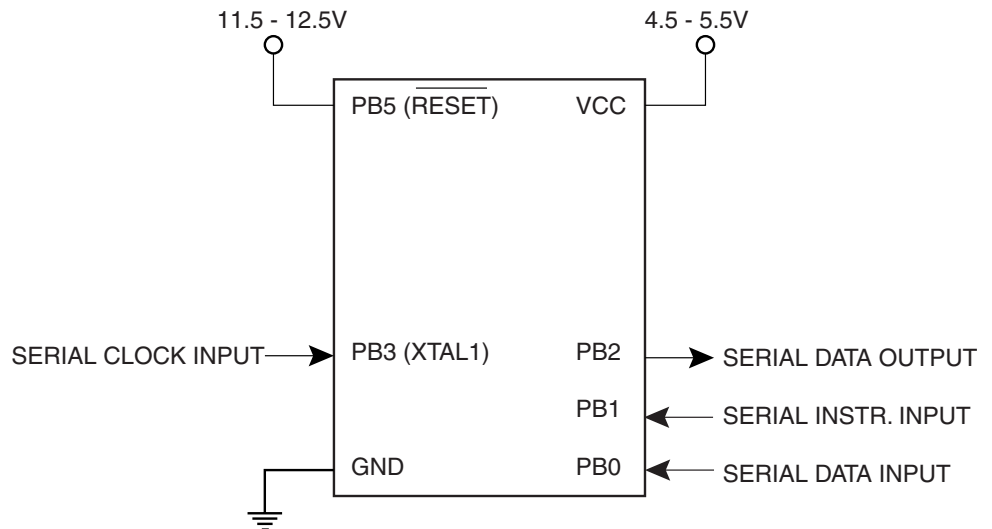 11.5 - 12.5V
4.5 - 5.5V
PB5 (RESET)
VCC
SERIAL CLOCK INPUT
PB3 (XTAL1)
PB2
SERIAL DATA OUTPUT
PB1
SERIAL INSTR. INPUT
GND
PB0
SERIAL DATA INPUT